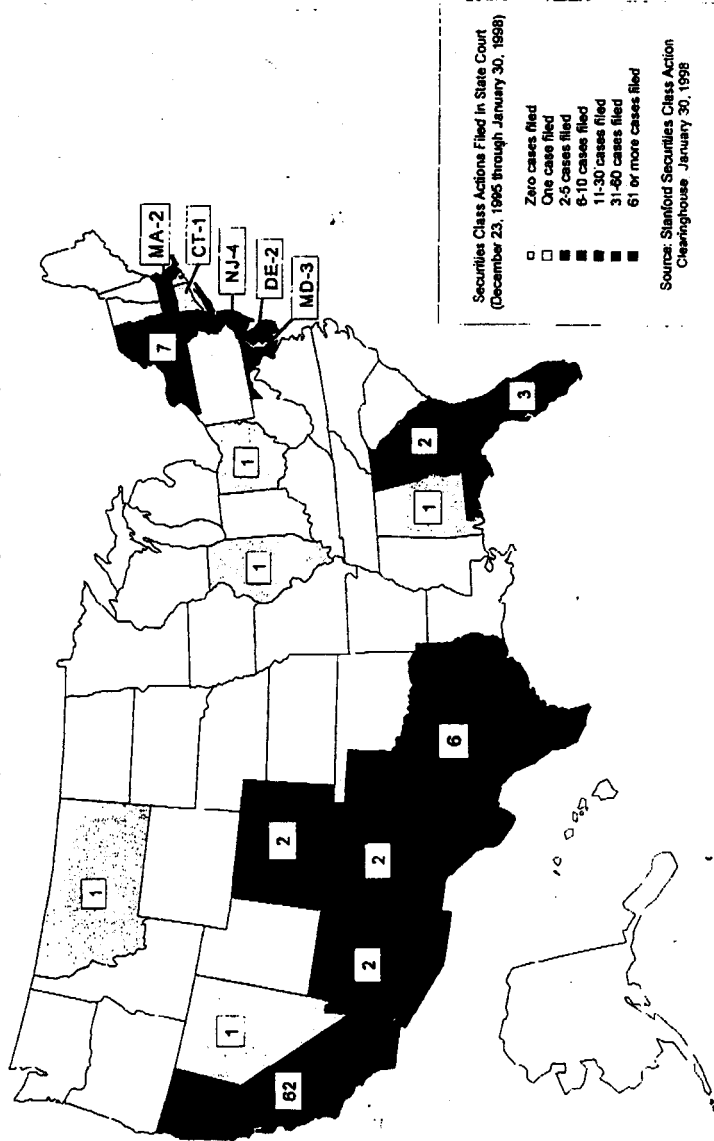 MA-2
CT-1
NJ-4
DE-2
MD-3
7
1
1
1
2
3
1
2
2
2
6
1
62
Securities Class Actions Filed in State Court
(December 23, 1995 through January 30, 1998)
Zero cases filed
One case filed
2-5 cases filed
6-10 cases filed
11-30 cases filed
31-60 cases filed
61 or more cases filed
Source: Stanford Securities Class Action
Clearinghouse January 30, 1998